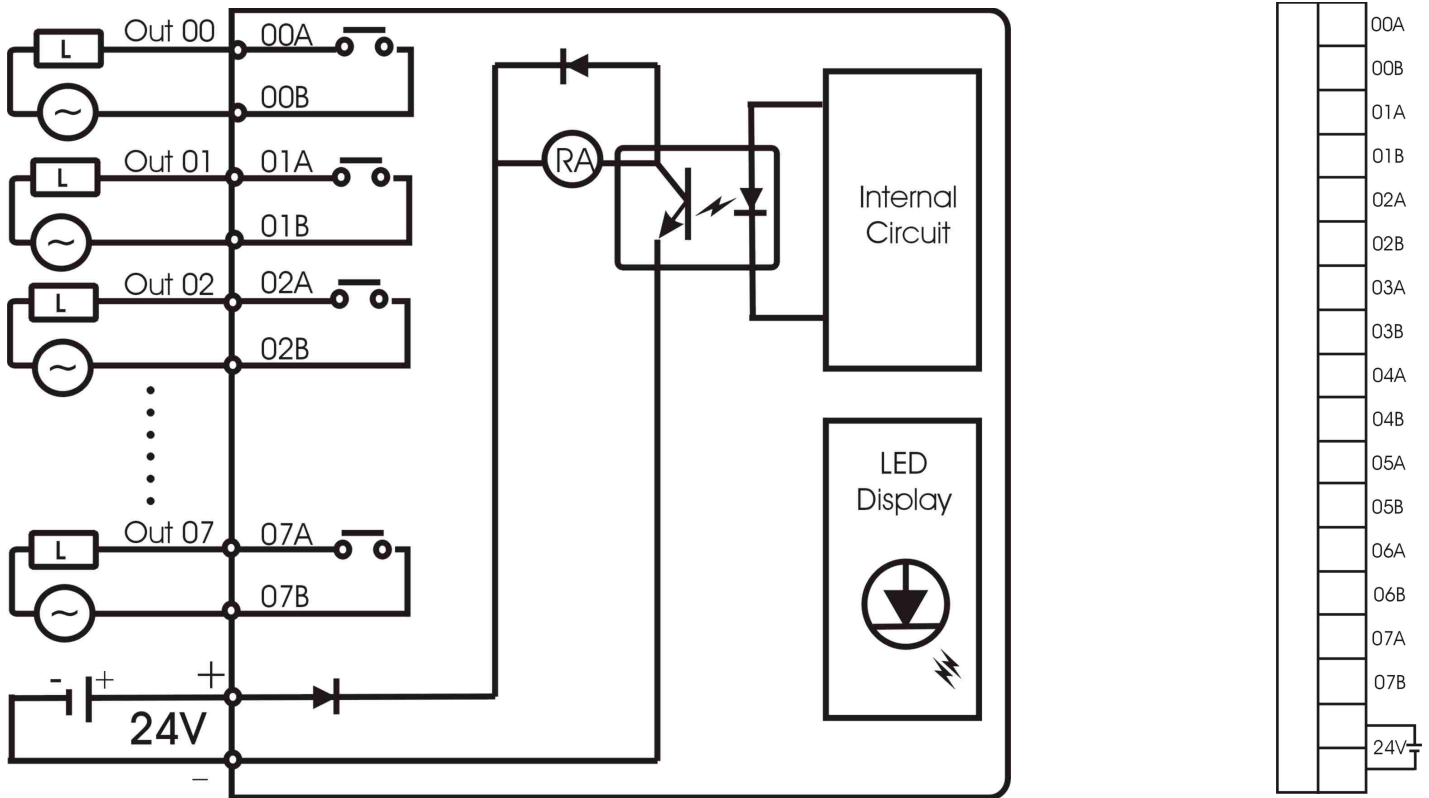 Out 00
00A
L
~
00B
Out 01
01A
L
~
01B
Out 02
02A
L
~
02B
Out 07
07A
L
~
07B
- +
+
24V
–
RA
Internal
Circuit
LED
Display
00A
00B
01A
01B
02A
02B
03A
03B
04A
04B
05A
05B
06A
06B
07A
07B
24V